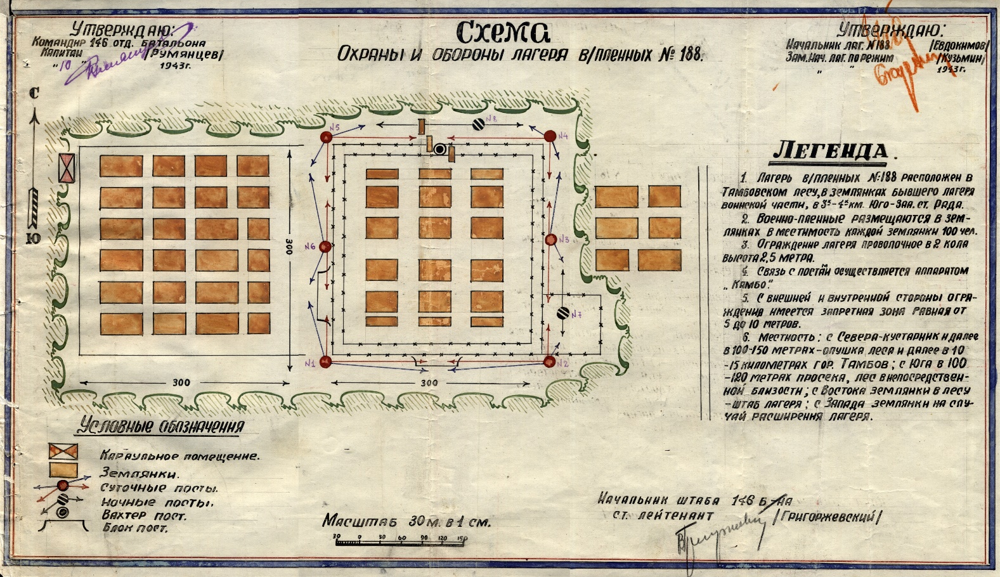 Утверждаю:
Командир 146 отд. батальона
Капитан /Румянцев/
„10 “ 1943г.
Схема
Охраны и обороны лагеря в/пленных № 188.
Утверждаю:
Начальник лаг. N 188 /Евдокимов/
Зам. Нач. лаг. по режим /Кузьмин/
„ “ 1943г.
С
Ю
N5
N8
N4
N6
N3
N7
N1
N2
300
300
300
Легенда.
1. Лагерь в/пленных №:188 расположен в
Тамбовском лесу, в землянках бывшего лагеря
воинской части, в 3х-4х км. Юго-Зап. ст. Рада.
2. Военно-пленные размещаются в зем-
лянках в местимость каждой землянки 100 чел.
3. Ограждение лагеря проволочное в 2 кола
высота 2,5 метра.
4. Связь с постами осуществляется аппаратом
„Камбо".
5. С внешней и внутренной стороны огра-
ждения имеется запретная зона равная от
5 до 10 метров.
6. Местность: с Севера-кустарник и далее
в 100-150 метрах-опушка леса и далее в 10
-15 километрах гор. Тамбов; с Юга в 100
-120 метрах просека, лес в непосредствен-
ной близости; с Востока землянки в лесу
-штаб лагеря; с Запада землянки на слу-
чай расширения лагеря.
Условные обозначения
Караульное помещение.
Землянки.
Суточные посты.
Ночные посты.
Вахтер пост.
Блок пост.
Масштаб 30 м. в 1 см.
30 0 30 60 90 120 150
Начальник штаба 146 Б-на
ст. лейтенант /Григоржевский/